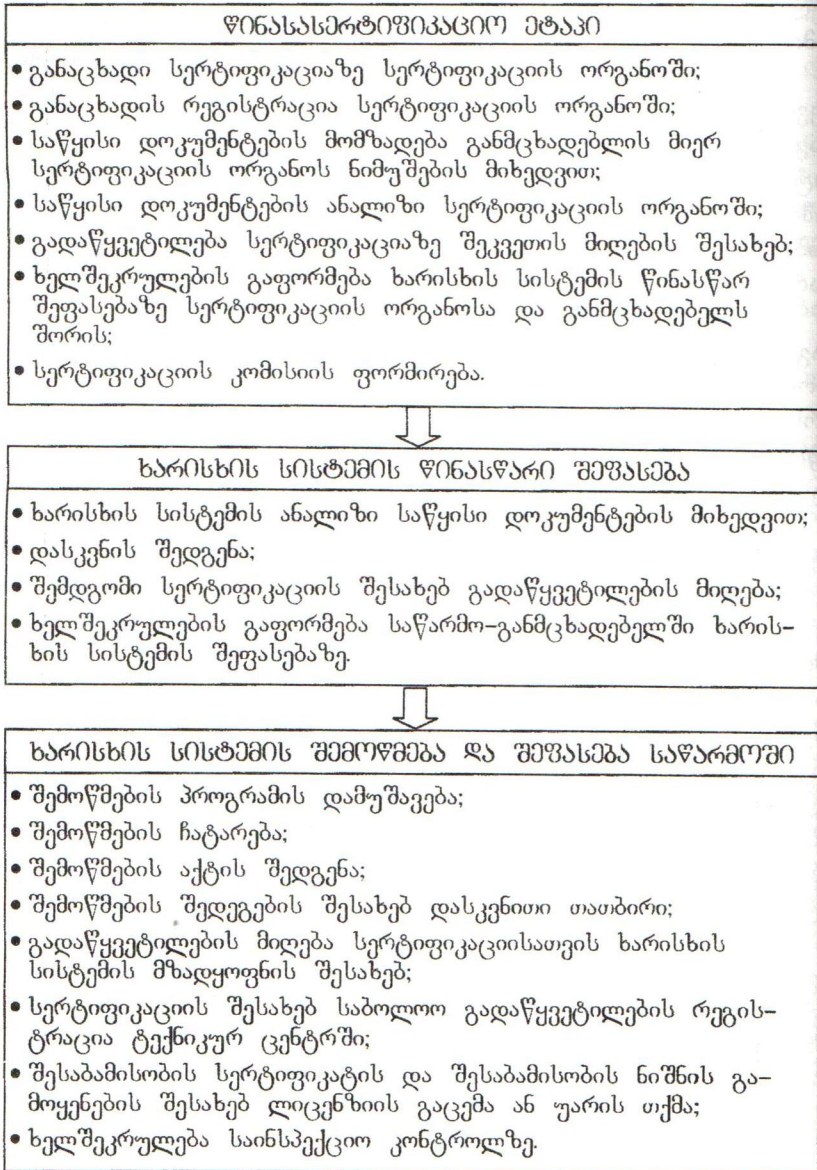 წინასასერტიფიკაციო ეტაპი
• განაცხადი სერტიფიკაციაზე სერტიფიკაციის ორგანოში;
• განაცხადის რეგისტრაცია სერტიფიკაციის ორგანოში;
• საწყისი დოკუმენტების მომზადება განმცხადებლის მიერ
სერტიფიკაციის ორგანოს ნიმუშების მიხედვით;
• საწყისი დოკუმენტების ანალიზი სერტიფიკაციის ორგანოში;
• გადაწყვეტილება სერტიფიკაციაზე შეკვეთის მიღების შესახებ;
• ხელშეკრულების გაფორმება ხარისხის სისტემის წინასწარ
შეფასებაზე სერტიფიკაციის ორგანოსა და განმცხადებელს
შორის;
• სერტიფიკაციის კომისიის ფორმირება.
ხარისხის სისტემის წინასწარი შეფასება
• ხარისხის სისტემის ანალიზი საწყისი დოკუმენტების მიხედვით;
• დასკვნის შედგენა;
• შემდგომი სერტიფიკაციის შესახებ გადაწყვეტილების მიღება;
• ხელშეკრულების გაფორმება საწარმო-განმცხადებელში ხარის-
ხის სისტემის შეფასებაზე.
ხარისხის სისტემის შემოწმება და შეფასება საწარმოში
• შემოწმების პროგრამის დამუშავება;
• შემოწმების ჩატარება;
• შემოწმების აქტის შედგენა;
• შემოწმების შედეგების შესახებ დასკვნითი თათბირი;
• გადაწყვეტილების მიღება სერტიფიკაციისათვის ხარისხის
სისტემის მზადყოფნის შესახებ;
• სერტიფიკაციის შესახებ საბოლოო გადაწყვეტილების რეგის-
ტრაცია ტექნიკურ ცენტრში;
• შესაბამისობის სერტიფიკატის და შესაბამისობის ნიშნის გა-
მოყენების შესახებ ლიცენზიის გაცემა ან უარის თქმა;
• ხელშეკრულება საინსპექციო კონტროლზე.